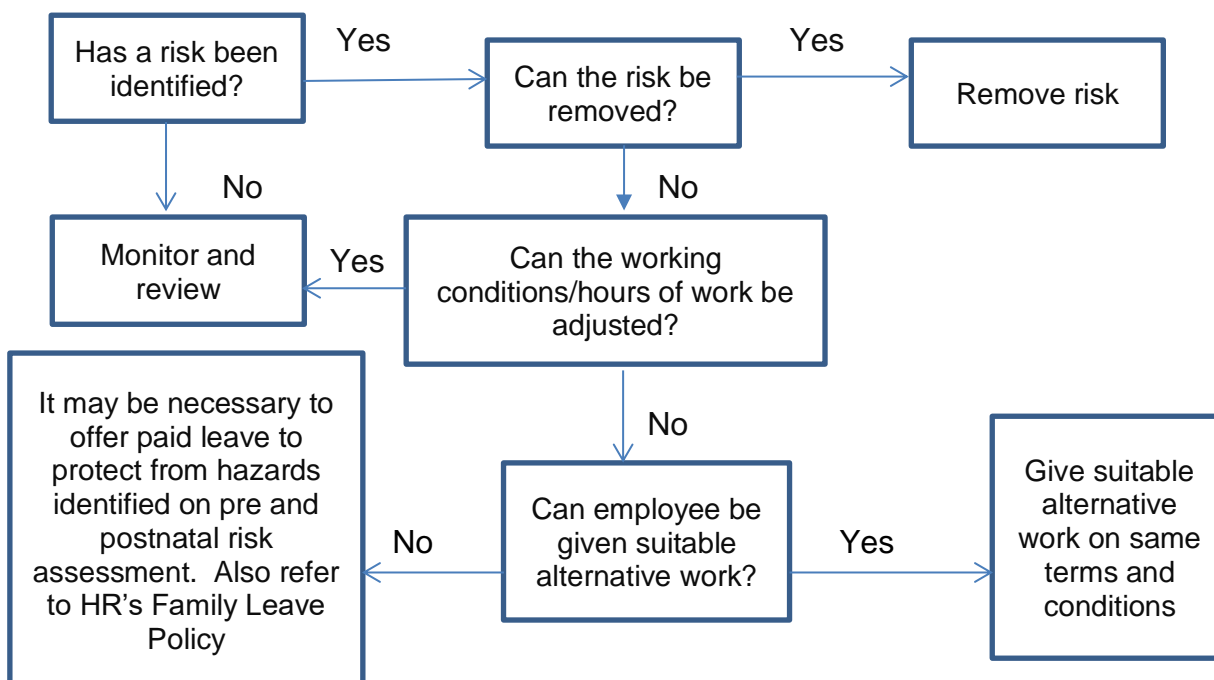 Has a risk been
identified?
Yes
Can the risk be
removed?
Yes
Remove risk
No
No
Monitor and
review
Yes
Can the working
conditions/hours of work be
adjusted?
It may be necessary to
offer paid leave to
protect from hazards
identified on pre and
postnatal risk
assessment.  Also refer
to HR’s Family Leave
Policy
No
No
Can employee be
given suitable
alternative work?
Yes
Give suitable
alternative
work on same
terms and
conditions